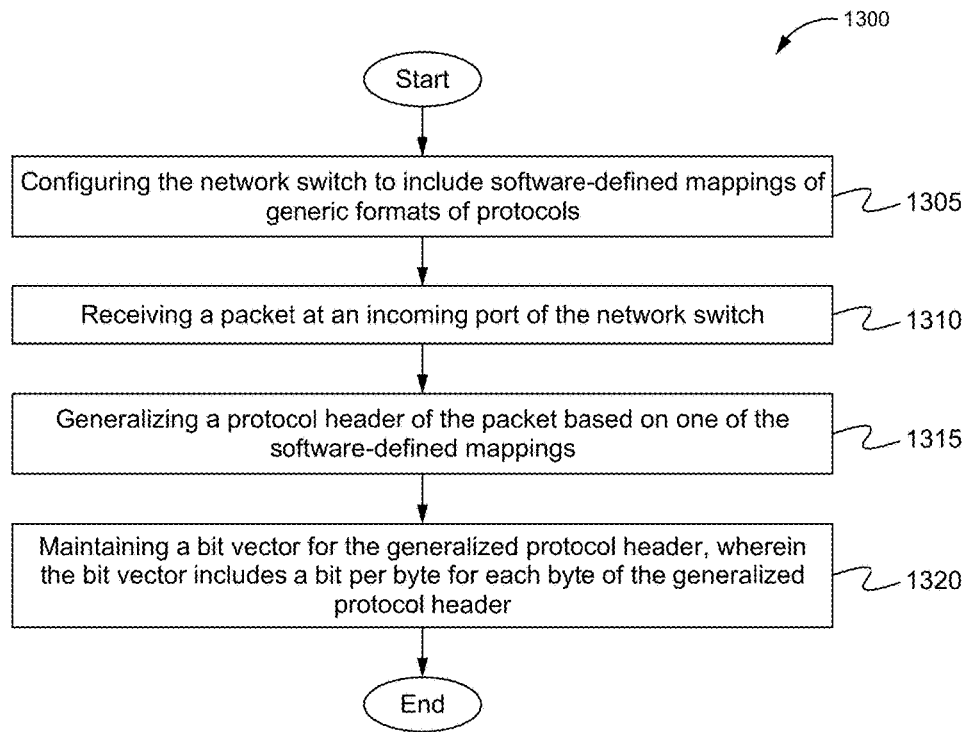 1300
Start
Configuring the network switch to include software-defined mappings of
generic formats of protocols
1305
Receiving a packet at an incoming port of the network switch
1310
Generalizing a protocol header of the packet based on one of the
software-defined mappings
1315
Maintaining a bit vector for the generalized protocol header, wherein
the bit vector includes a bit per byte for each byte of the generalized
protocol header
1320
End